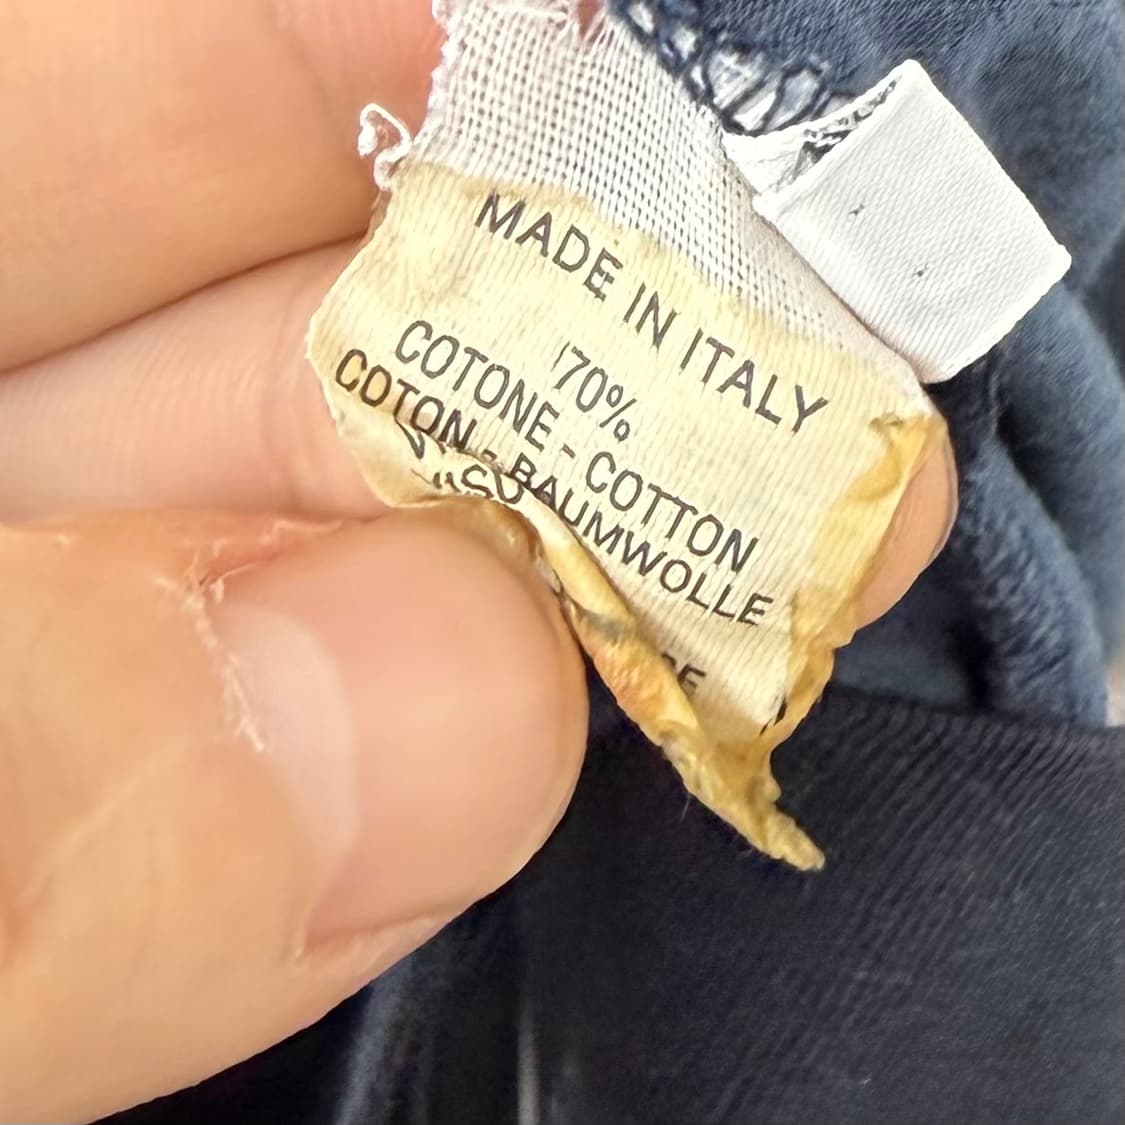 MADE IN ITALY
70%
COTONE - COTTON
COTON - BAUMWOLLE